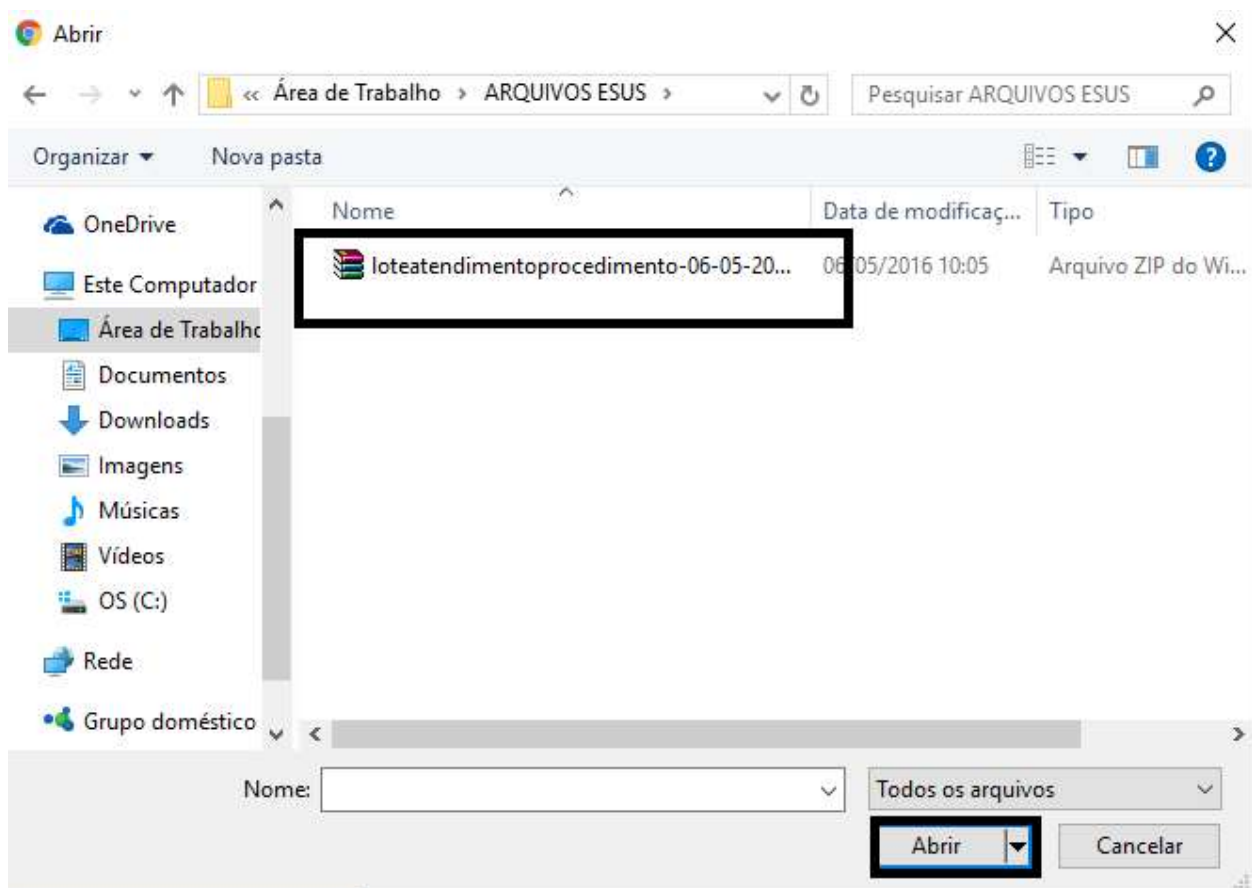 Abrir
« Área de Trabalho > ARQUIVOS ESUS >
Pesquisar ARQUIVOS ESUS
Organizar
Nova pasta
?
Nome
Data de modificaç...
Tipo
loteatendimentoprocedimento-06-05-20...
06/05/2016 10:05
Arquivo ZIP do Wi...
OneDrive
Este Computador
Área de Trabalho
Documentos
Downloads
Imagens
Músicas
Vídeos
OS (C:)
Rede
Grupo doméstico
Nome:
Todos os arquivos
Abrir
Cancelar